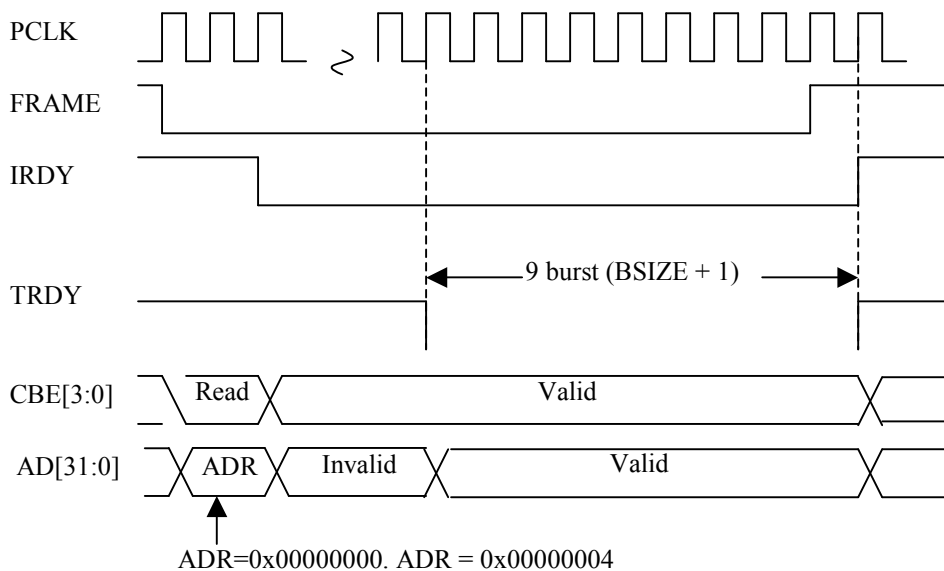 PCLK
FRAME
IRDY
9 burst (BSIZE + 1)
TRDY
CBE[3:0] Read Valid
AD[31:0] ADR Invalid Valid
ADR=0x00000000. ADR = 0x00000004